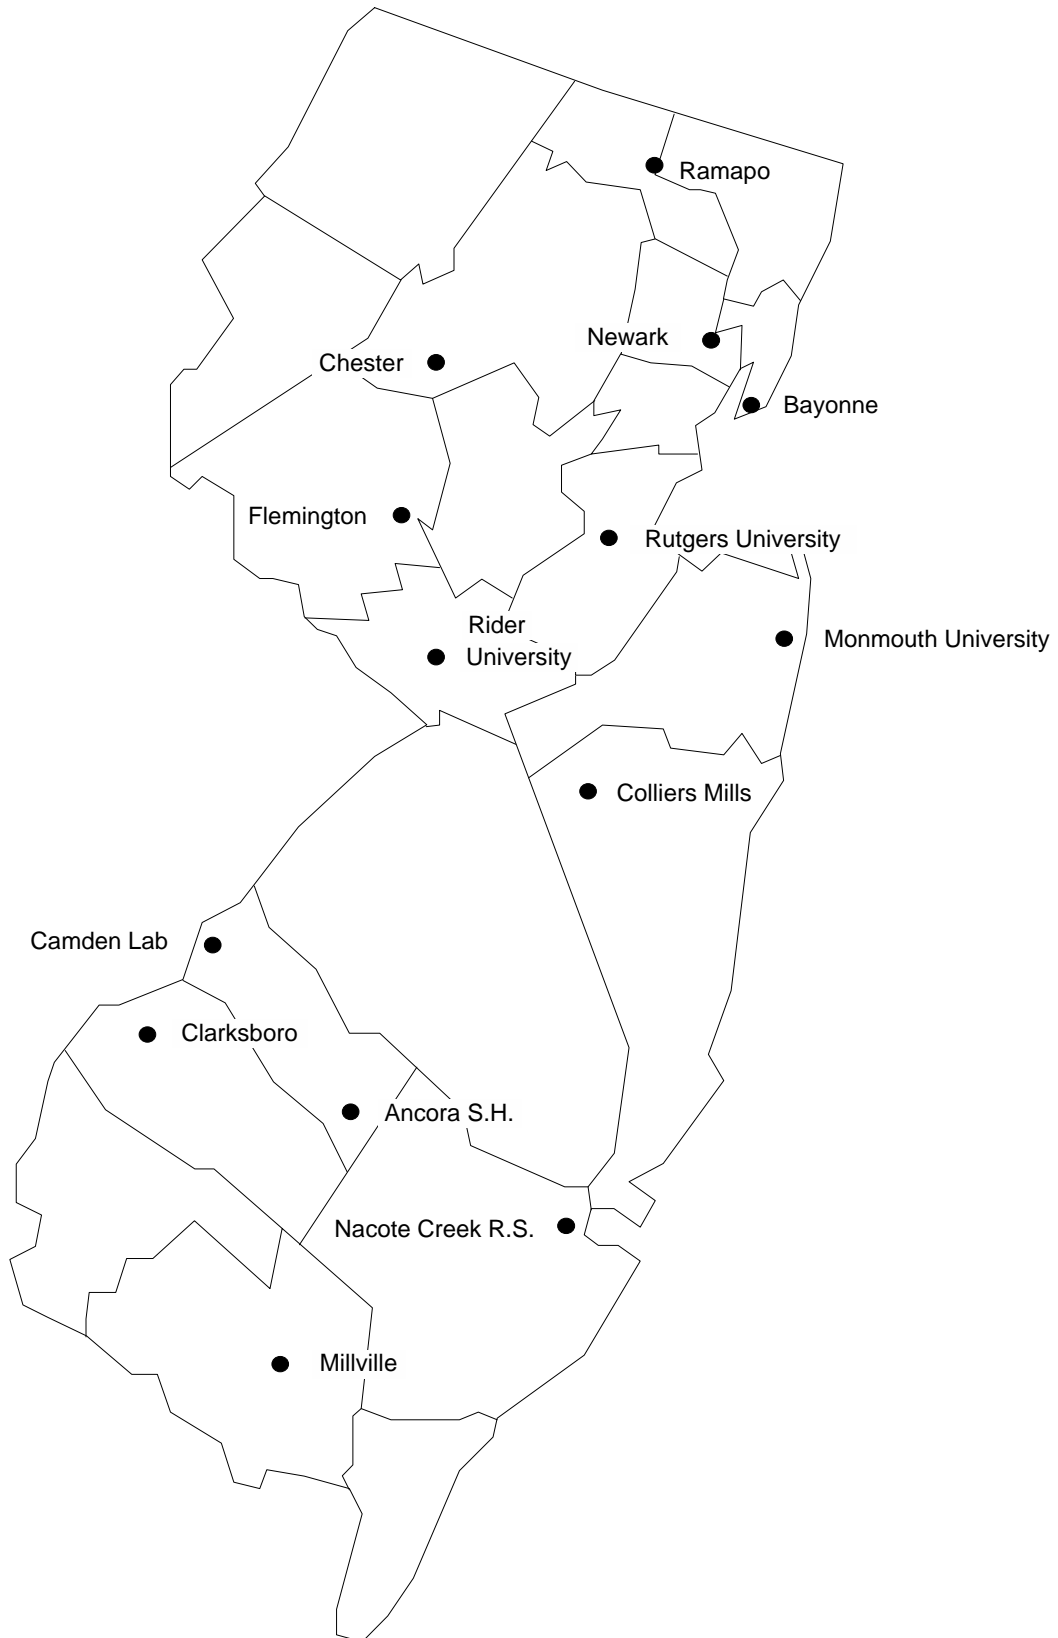 Ramapo
Newark
Chester
Bayonne
Flemington
Rutgers University
Rider
University
Monmouth University
Colliers Mills
Camden Lab
Clarksboro
Ancora S.H.
Nacote Creek R.S.
Millville